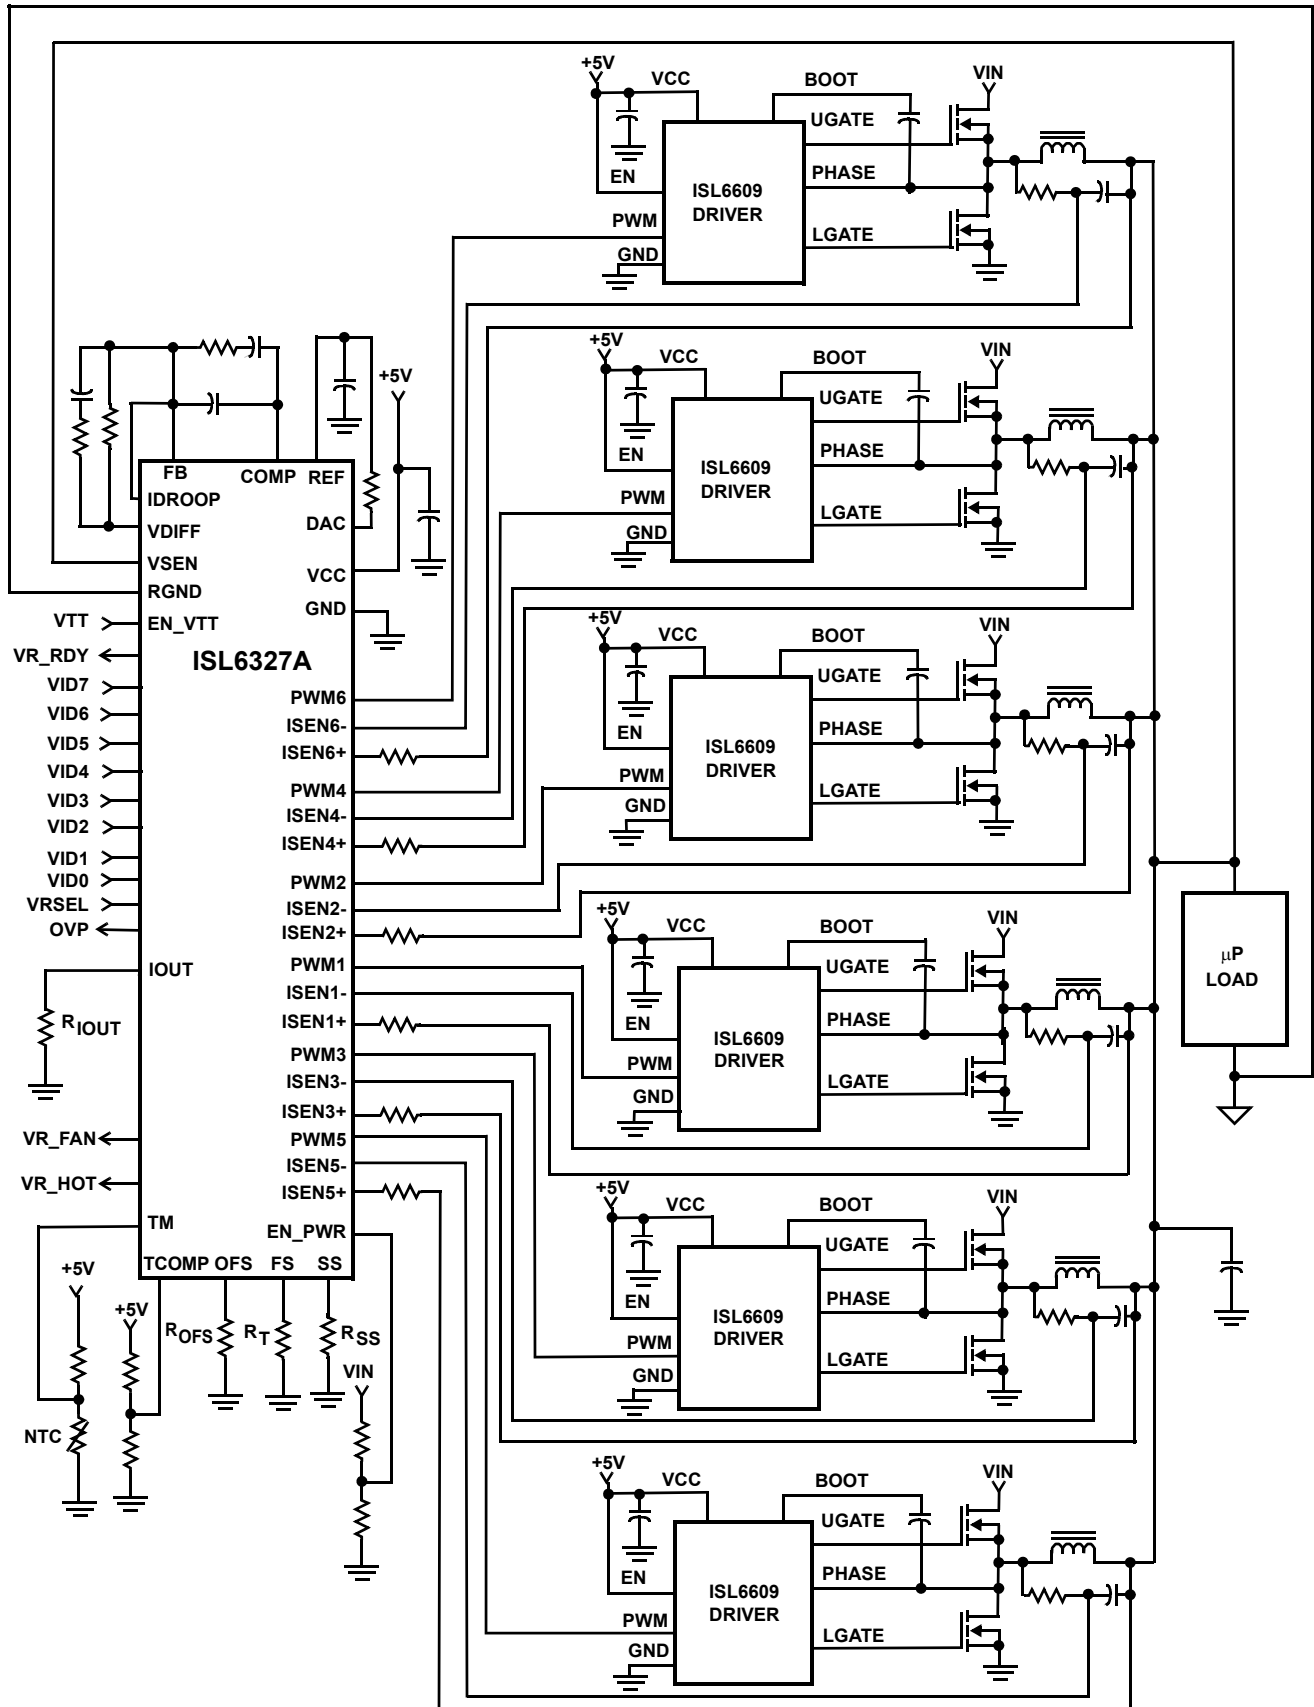 +5V
VCC
BOOT
VIN
UGATE
EN
PHASE
ISL6609
DRIVER
PWM
LGATE
GND
+5V
VCC
BOOT
VIN
UGATE
EN
PHASE
ISL6609
DRIVER
PWM
LGATE
GND
+5V
VCC
BOOT
VIN
UGATE
EN
PHASE
ISL6609
DRIVER
PWM
LGATE
GND
+5V
VCC
BOOT
VIN
UGATE
EN
PHASE
ISL6609
DRIVER
PWM
LGATE
GND
+5V
VCC
BOOT
VIN
UGATE
EN
PHASE
ISL6609
DRIVER
PWM
LGATE
GND
+5V
VCC
BOOT
VIN
UGATE
EN
PHASE
ISL6609
DRIVER
PWM
LGATE
GND
µP
LOAD
+5V
FB
COMP
REF
IDROOP
VDIFF
DAC
VSEN
VCC
RGND
GND
VTT
EN_VTT
VR_RDY
ISL6327A
VID7
VID6
VID5
VID4
VID3
VID2
VID1
VID0
VRSEL
OVP
PWM6
ISEN6-
ISEN6+
PWM4
ISEN4-
ISEN4+
PWM2
ISEN2-
ISEN2+
PWM1
ISEN1-
ISEN1+
PWM3
ISEN3-
ISEN3+
PWM5
ISEN5-
ISEN5+
EN_PWR
IOUT
RIOUT
VR_FAN
VR_HOT
TM
TCOMP OFS FS SS
+5V
+5V
ROFS
RT
RSS
VIN
NTC